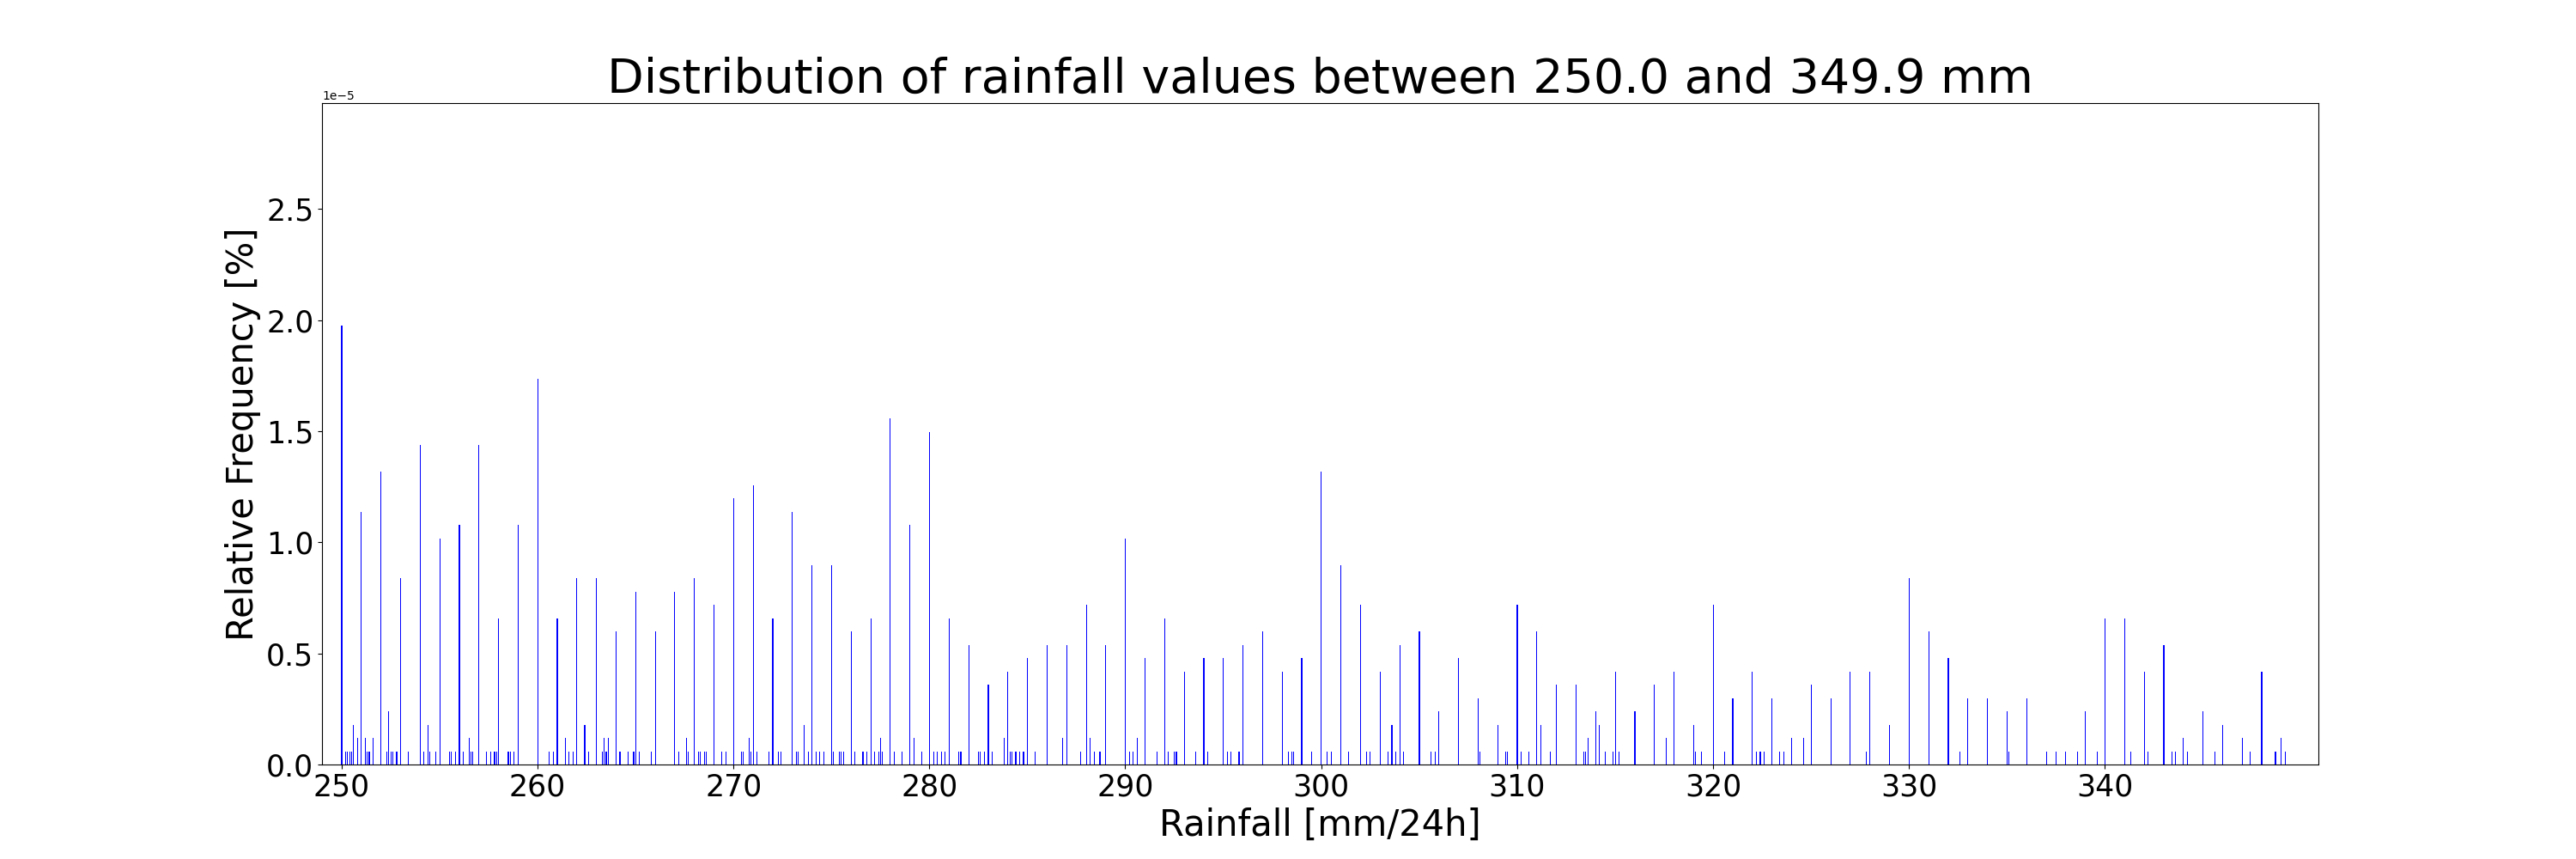 Distribution of rainfall values between 250.0 and 349.9 mm
1e−5
2.5
2.0
1.5
1.0
0.5
0.0
Relative Frequency [%]
250 260 270 280 290 300 310 320 330 340
Rainfall [mm/24h]